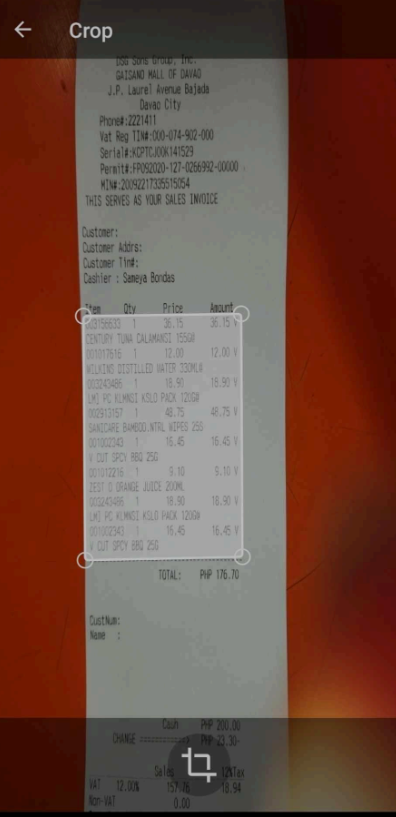 Crop
DSG Sons Group, Inc.
GAISANO MALL OF DAVAO
J.P. Laurel Avenue Bajada
Davao City
Phone#:2221411
Vat Reg TIN#:000-074-902-000
Serial#:KCPTCJ00K141529
Permit#:FP092020-127-0266992-00000
MIN#:20092217335515054
THIS SERVES AS YOUR SALES INVOICE
Customer:
Customer Addrs:
Customer Tin#:
Cashier : Sameya Bondas
Item Qty Price Amount
003156633 1 36.15 36.15 V
CENTURY TUNA CALAMANSI 155G#
001017616 1 12.00 12.00 V
WILKINS DISTILLED WATER 330ML#
003243486 1 18.90 18.90 V
LMI PC KLMNSI KSLO PACK 120G#
002913157 1 48.75 48.75 V
SANICARE BAMBOO.NTRL WIPES 25S
001002343 1 16.45 16.45 V
V CUT SPCY BBQ 25G
001012216 1 9.10 9.10 V
ZEST O ORANGE JUICE 200ML
003243486 1 18.90 18.90 V
LMI PC KLMNSI KSLO PACK 120G#
001002343 1 16.45 16.45 V
V CUT SPCY BBQ 25G
TOTAL: PHP 176.70
CustNum:
Name :
Cash PHP 200.00
CHANGE ----------> PHP 23.30-
Sales 12%Tax
VAT 12.00% 157.76 18.94
Non-VAT 0.00